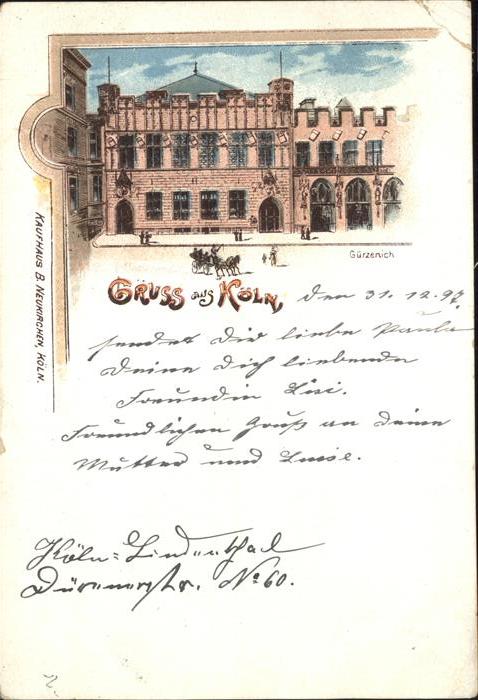 Gürzenich
KAUFHAUS B. NEUKIRCHEN, KÖLN.
GRUSS aus KÖLN, den 31.12.97
sendet Dir liebe Paula
Deine Dich liebende
Freundin Lisi.
Freundlichen Gruß an Deine
Mutter und Luise.
Köln-Lindenthal
Dürenerstr. No 60.